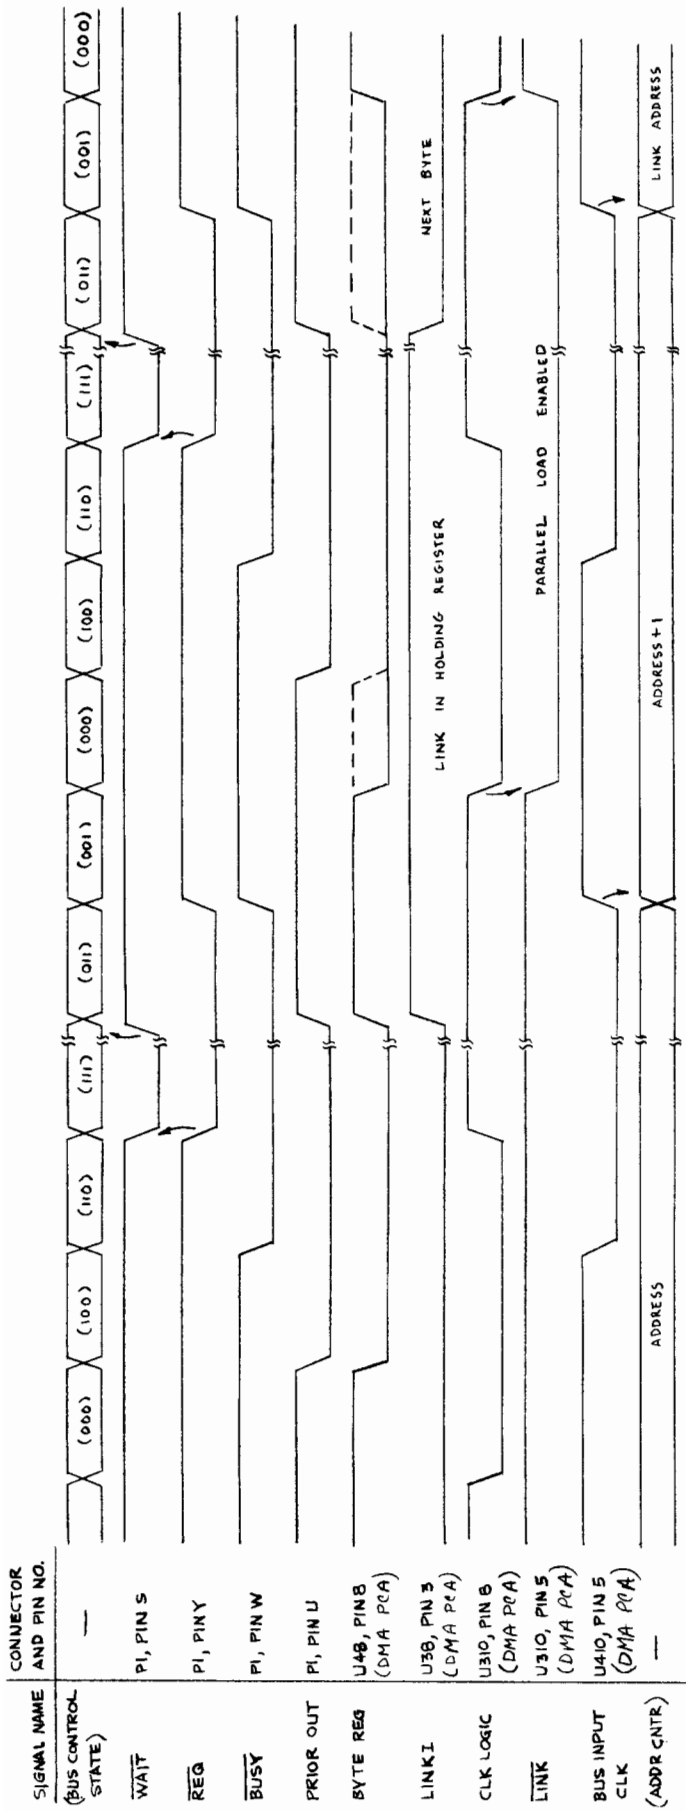 SIGNAL NAME
CONNECTOR
AND PIN NO.
(BUS CONTROL
STATE)
—
(000)
(100)
(110)
(111)
(011)
(001)
(000)
(100)
(110)
(111)
(011)
(001)
(000)
WAIT
P1, PIN S
REQ
P1, PIN Y
BUSY
P1, PIN W
PRIOR OUT
P1, PIN U
BYTE REQ
U48, PIN 8
(DMA PCA)
LINK I
U38, PIN 3
(DMA PCA)
LINK IN HOLDING REGISTER
NEXT BYTE
CLK LOGIC
U310, PIN 6
(DMA PCA)
LINK
U310, PIN 5
(DMA PCA)
PARALLEL LOAD ENABLED
BUS INPUT
CLK
U410, PIN 5
(DMA PCA)
(ADDR CNTR)
—
ADDRESS
ADDRESS+1
LINK ADDRESS